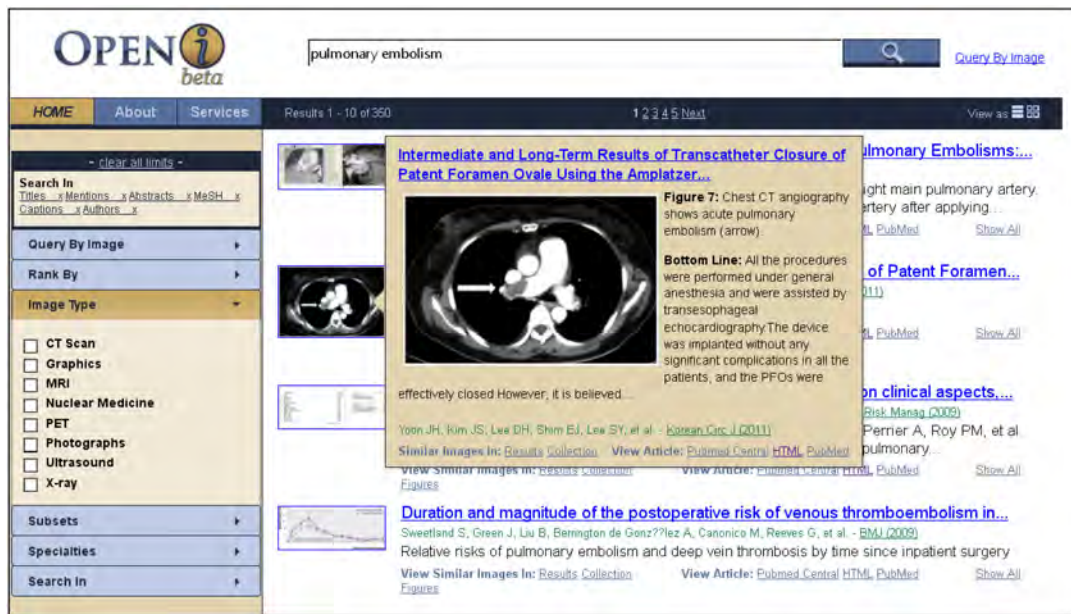 OPENi
beta
pulmonary embolism
Query By Image
HOME About Services
Results 1 - 10 of 350
1 2 3 4 5 Next
View as
- clear all limits -
Search In
Titles x Mentions x Abstracts x MeSH x
Captions x Authors x
Query By Image
Rank By
Image Type
CT Scan
Graphics
MRI
Nuclear Medicine
PET
Photographs
Ultrasound
X-ray
Subsets
Specialties
Search In
Intermediate and Long-Term Results of Transcatheter Closure of
Patent Foramen Ovale Using the Amplatzer...
Figure 7: Chest CT angiography
shows acute pulmonary
embolism (arrow)
Bottom Line: All the procedures
were performed under general
anesthesia and were assisted by
transesophageal
echocardiography.The device
was implanted without any
significant complications in all the
patients, and the PFOs were
effectively closed However, it is believed...
Yoon JH, Kim JS, Lee DH, Shim EJ, Lee SY, et al. - Korean Circ J (2011)
Similar Images in: Results Collection View Article: Pubmed Central HTML PubMed
ulmonary Embolisms:...
ght main pulmonary artery.
ertery after applying...
PubMed Show All
of Patent Foramen...
011)
PubMed Show All
on clinical aspects,...
Risk Manag (2009)
Perrier A, Roy PM, et al
pulmonary...
View Similar Images In: Results Collection View Article: Pubmed Central HTML PubMed Show All
Figures
Duration and magnitude of the postoperative risk of venous thromboembolism in...
Sweetland S, Green J, Liu B, Berrington de Gonz??lez A, Canonico M, Reeves G, et al. - BMJ (2009)
Relative risks of pulmonary embolism and deep vein thrombosis by time since inpatient surgery
View Similar Images In: Results Collection View Article: Pubmed Central HTML PubMed Show All
Figures